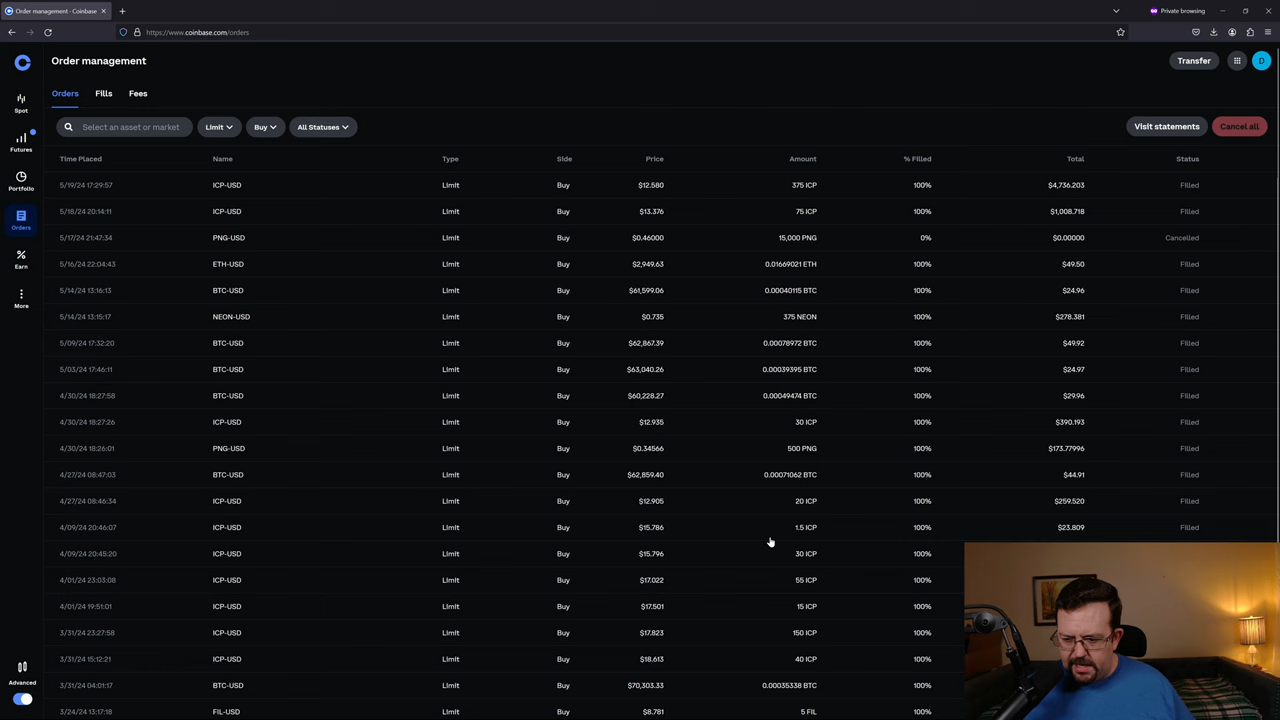 Order management - Coinbase
Private browsing
https://www.coinbase.com/orders
Order management
Transfer
D
Orders Fills Fees
Select an asset or market Limit Buy All Statuses Visit statements Cancel all
Spot
Futures
Portfolio
Orders
Earn
More
Advanced
Time Placed Name Type Side Price Amount % Filled Total Status
5/19/24 17:29:57 ICP-USD Limit Buy $12.580 375 ICP 100% $4,736.203 Filled
5/18/24 20:14:11 ICP-USD Limit Buy $13.376 75 ICP 100% $1,008.718 Filled
5/17/24 21:47:34 PNG-USD Limit Buy $0.46000 15,000 PNG 0% $0.00000 Cancelled
5/16/24 22:04:43 ETH-USD Limit Buy $2,949.63 0.01669021 ETH 100% $49.50 Filled
5/14/24 13:16:13 BTC-USD Limit Buy $61,599.06 0.00040115 BTC 100% $24.96 Filled
5/14/24 13:15:17 NEON-USD Limit Buy $0.735 375 NEON 100% $278.381 Filled
5/09/24 17:32:20 BTC-USD Limit Buy $62,867.39 0.00078972 BTC 100% $49.92 Filled
5/03/24 17:46:11 BTC-USD Limit Buy $63,040.26 0.00039395 BTC 100% $24.97 Filled
4/30/24 18:27:58 BTC-USD Limit Buy $60,228.27 0.00049474 BTC 100% $29.96 Filled
4/30/24 18:27:26 ICP-USD Limit Buy $12.935 30 ICP 100% $390.193 Filled
4/30/24 18:26:01 PNG-USD Limit Buy $0.34566 500 PNG 100% $173.77996 Filled
4/27/24 08:47:03 BTC-USD Limit Buy $62,859.40 0.00071062 BTC 100% $44.91 Filled
4/27/24 08:46:34 ICP-USD Limit Buy $12.905 20 ICP 100% $259.520 Filled
4/09/24 20:46:07 ICP-USD Limit Buy $15.786 1.5 ICP 100% $23.809 Filled
4/09/24 20:45:20 ICP-USD Limit Buy $15.796 30 ICP 100%
4/01/24 23:03:08 ICP-USD Limit Buy $17.022 55 ICP 100%
4/01/24 19:51:01 ICP-USD Limit Buy $17.501 15 ICP 100%
3/31/24 23:27:58 ICP-USD Limit Buy $17.823 150 ICP 100%
3/31/24 15:12:21 ICP-USD Limit Buy $18.613 40 ICP 100%
3/31/24 04:01:17 BTC-USD Limit Buy $70,303.33 0.00035338 BTC 100%
3/24/24 13:17:18 FIL-USD Limit Buy $8.781 5 FIL 100%